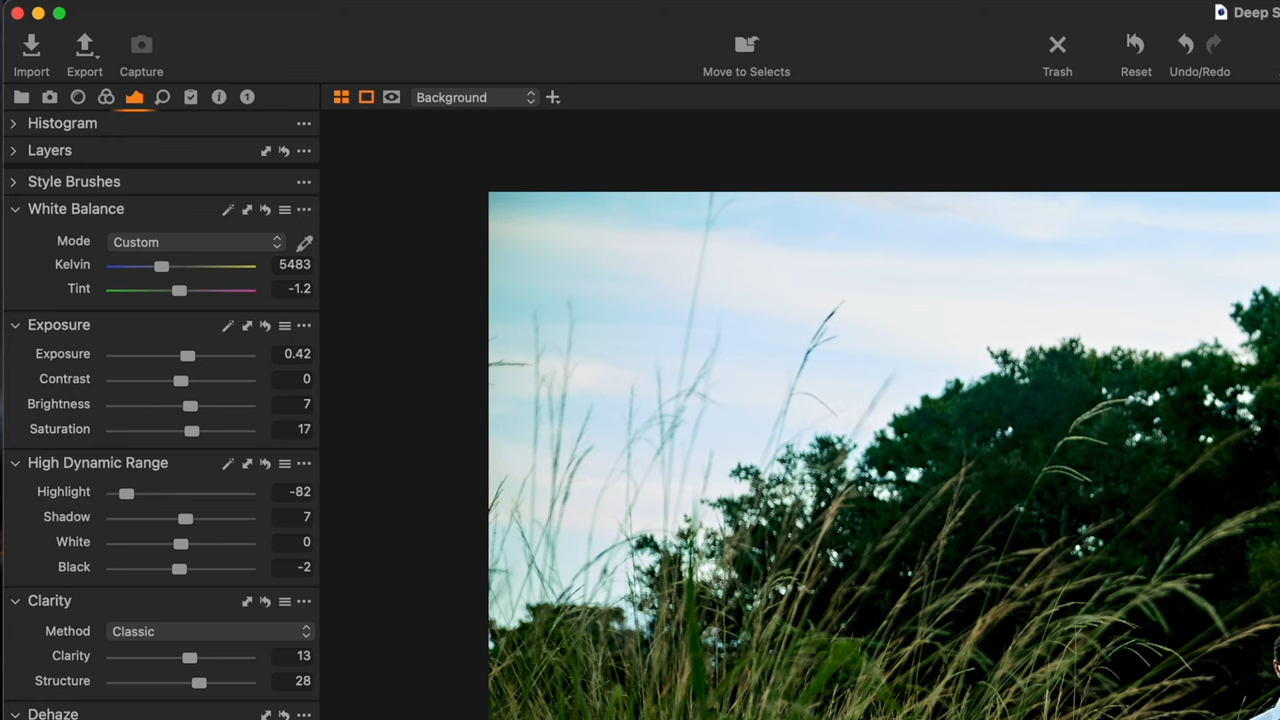 Deep S
Import Export Capture Move to Selects Trash Reset Undo/Redo
Background
Histogram
Layers
Style Brushes
White Balance
Mode Custom
Kelvin 5483
Tint -1.2
Exposure
Exposure 0.42
Contrast 0
Brightness 7
Saturation 17
High Dynamic Range
Highlight -82
Shadow 7
White 0
Black -2
Clarity
Method Classic
Clarity 13
Structure 28
Dehaze